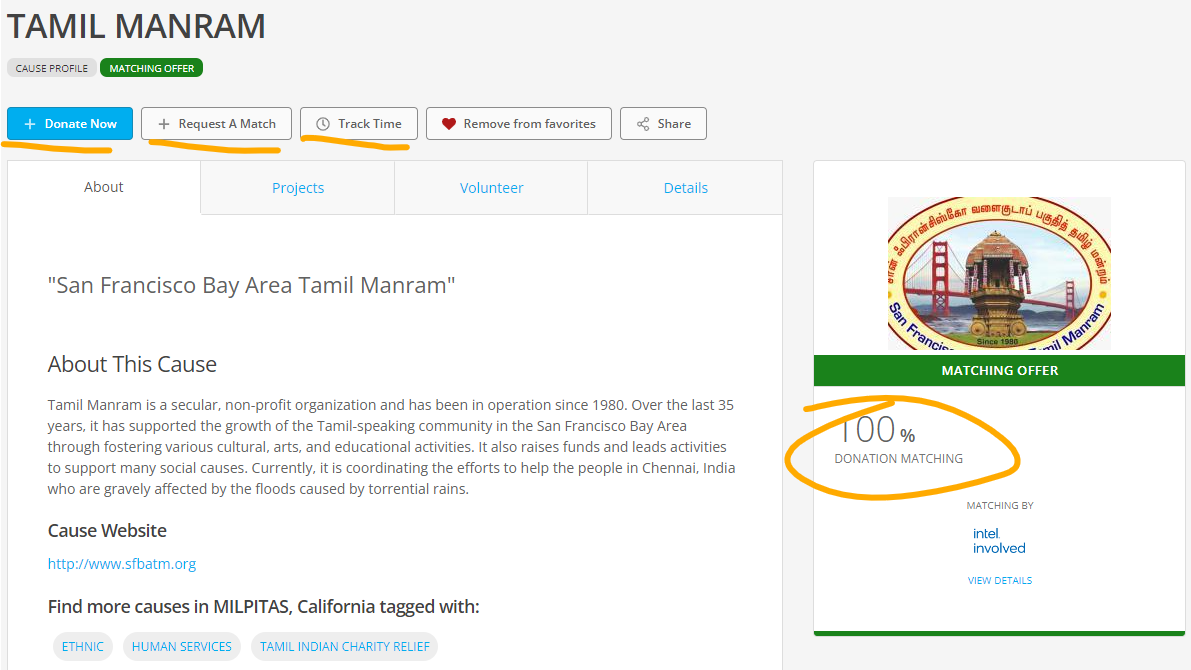 TAMIL MANRAM
CAUSE PROFILE MATCHING OFFER
+ Donate Now + Request A Match Track Time Remove from favorites Share
About Projects Volunteer Details
"San Francisco Bay Area Tamil Manram"
About This Cause
Tamil Manram is a secular, non-profit organization and has been in operation since 1980. Over the last 35
years, it has supported the growth of the Tamil-speaking community in the San Francisco Bay Area
through fostering various cultural, arts, and educational activities. It also raises funds and leads activities
to support many social causes. Currently, it is coordinating the efforts to help the people in Chennai, India
who are gravely affected by the floods caused by torrential rains.
Cause Website
http://www.sfbatm.org
Find more causes in MILPITAS, California tagged with:
ETHNIC HUMAN SERVICES TAMIL INDIAN CHARITY RELIEF
சான் ஃபிரான்சிஸ்கோ வளைகுடாப் பகுதித் தமிழ் மன்றம்
Since 1980
San Francis
mil Manram
MATCHING OFFER
100 %
DONATION MATCHING
MATCHING BY
intel.
involved
VIEW DETAILS